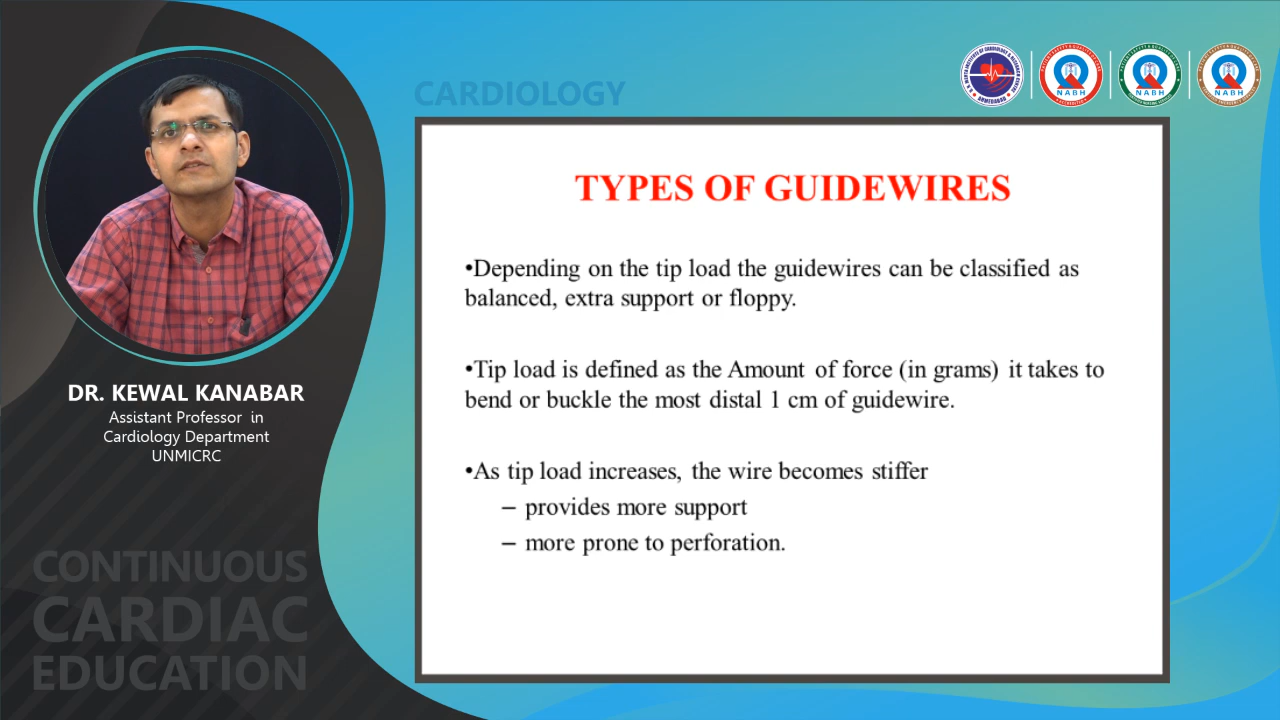 CARDIOLOGY
NABH
NABH
NABH
TYPES OF GUIDEWIRES
•Depending on the tip load the guidewires can be classified as
balanced, extra support or floppy.
•Tip load is defined as the Amount of force (in grams) it takes to
bend or buckle the most distal 1 cm of guidewire.
•As tip load increases, the wire becomes stiffer
– provides more support
– more prone to perforation.
DR. KEWAL KANABAR
Assistant Professor in
Cardiology Department
UNMICRC
CONTINUOUS
CARDIAC
EDUCATION